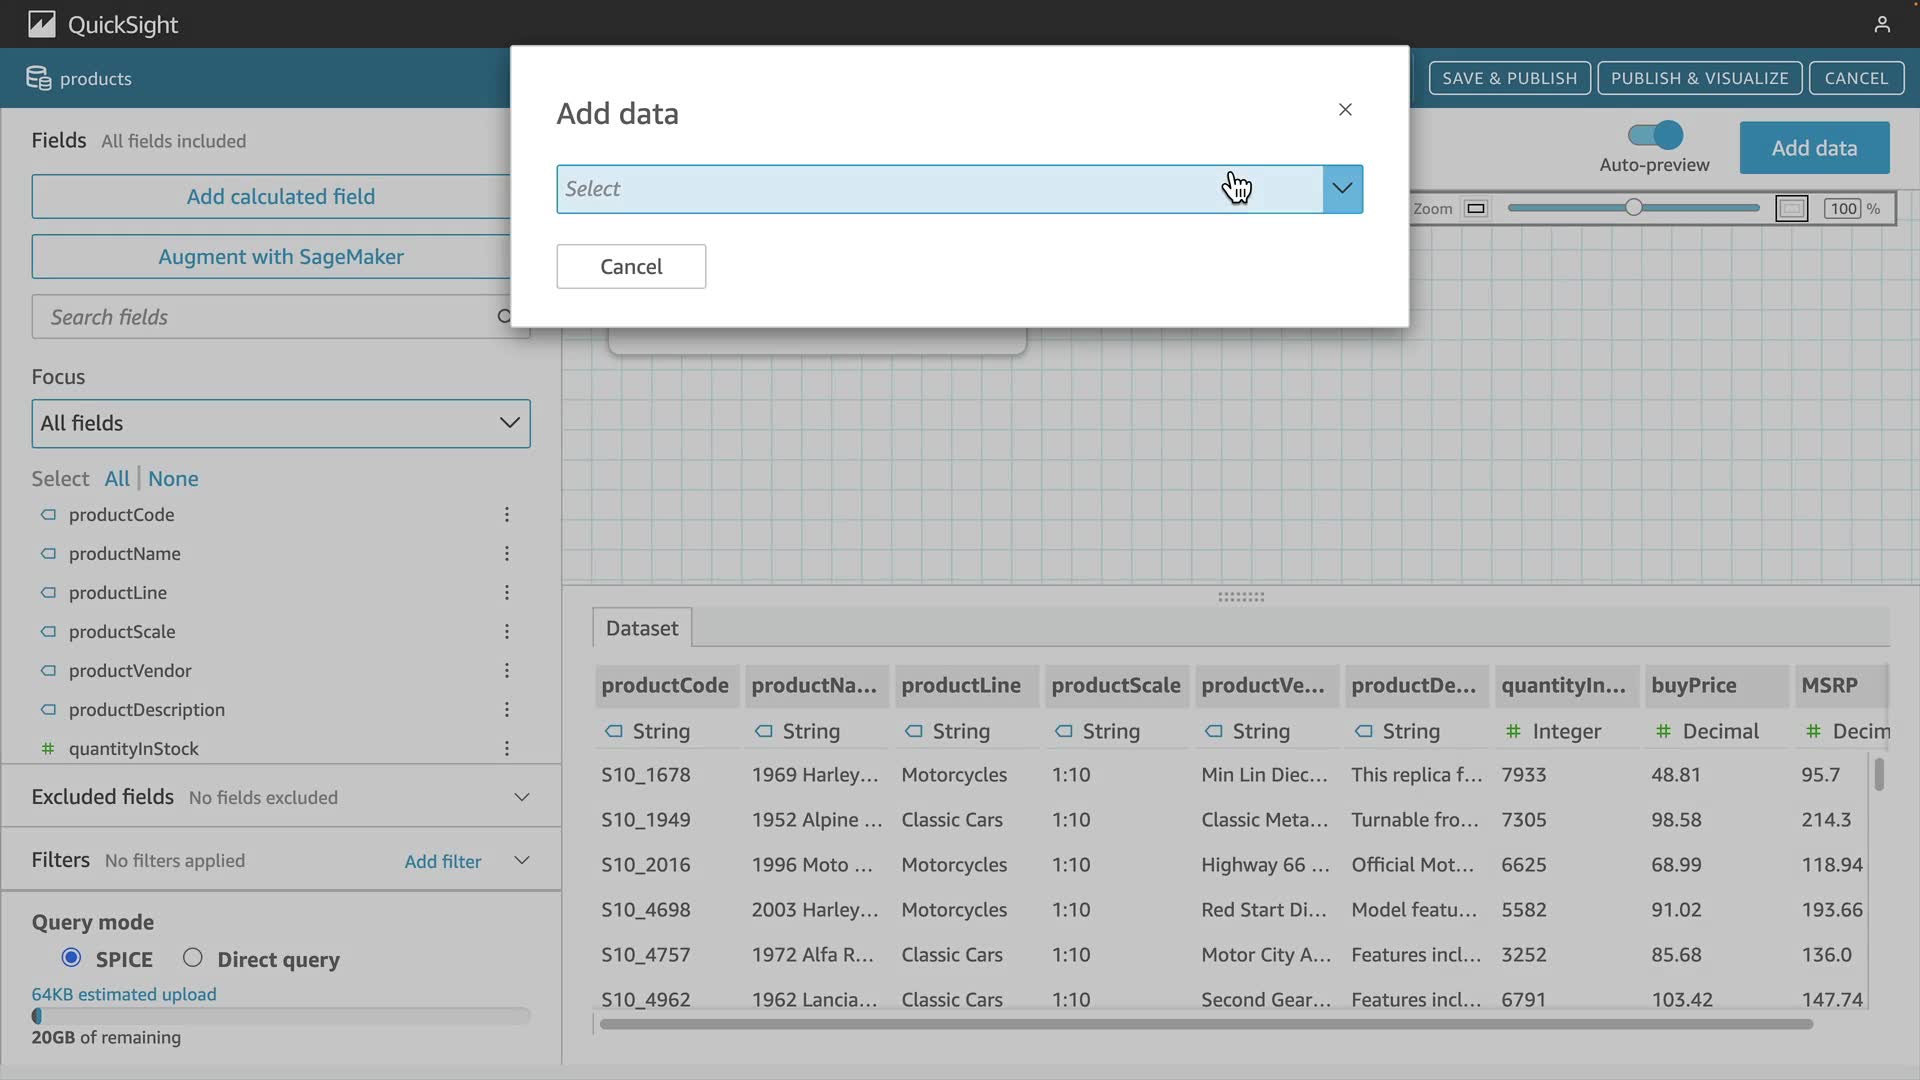 QuickSight
products
SAVE & PUBLISH
PUBLISH & VISUALIZE
CANCEL
Add data
Select
Cancel
Fields All fields included
Add calculated field
Augment with SageMaker
Search fields
Focus
All fields
Select All | None
productCode
productName
productLine
productScale
productVendor
productDescription
quantityInStock
Excluded fields No fields excluded
Filters No filters applied Add filter
Query mode
SPICE Direct query
64KB estimated upload
20GB of remaining
Auto-preview
Add data
Zoom 100 %
Dataset
productCode productNa... productLine productScale productVe... productDe... quantityIn... buyPrice MSRP
String String String String String String Integer Decimal Decim
S10_1678 1969 Harley... Motorcycles 1:10 Min Lin Diec... This replica f... 7933 48.81 95.7
S10_1949 1952 Alpine ... Classic Cars 1:10 Classic Meta... Turnable fro... 7305 98.58 214.3
S10_2016 1996 Moto ... Motorcycles 1:10 Highway 66 ... Official Mot... 6625 68.99 118.94
S10_4698 2003 Harley... Motorcycles 1:10 Red Start Di... Model featu... 5582 91.02 193.66
S10_4757 1972 Alfa R... Classic Cars 1:10 Motor City A... Features incl... 3252 85.68 136.0
S10_4962 1962 Lancia... Classic Cars 1:10 Second Gear... Features incl... 6791 103.42 147.74